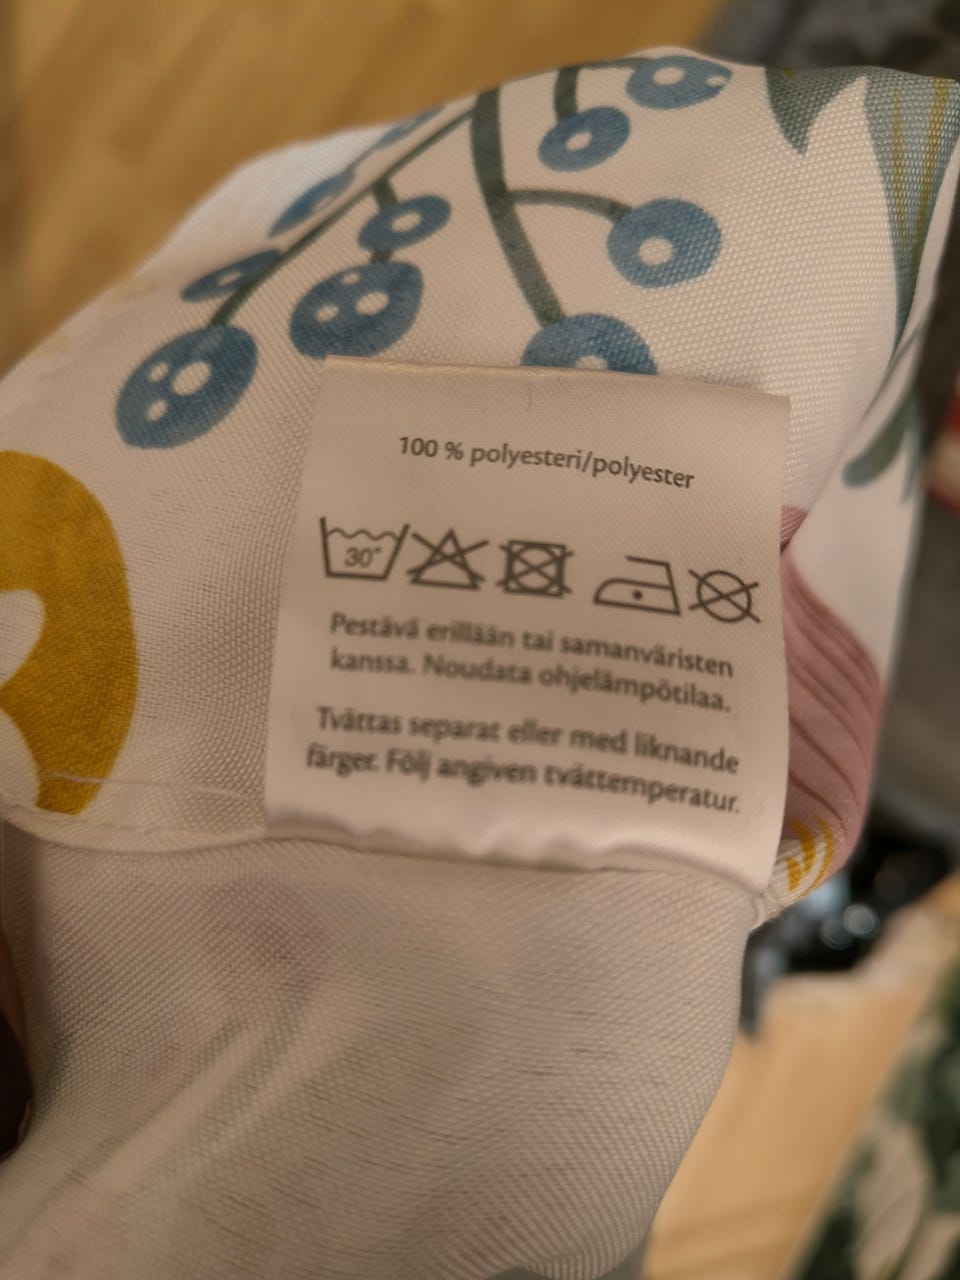 100 % polyesteri/polyester
30°
Pestävä erillään tai samanväristen
kanssa. Noudata ohjelämpötilaa.
Tvättas separat eller med liknande
färger. Följ angiven tvättemperatur.